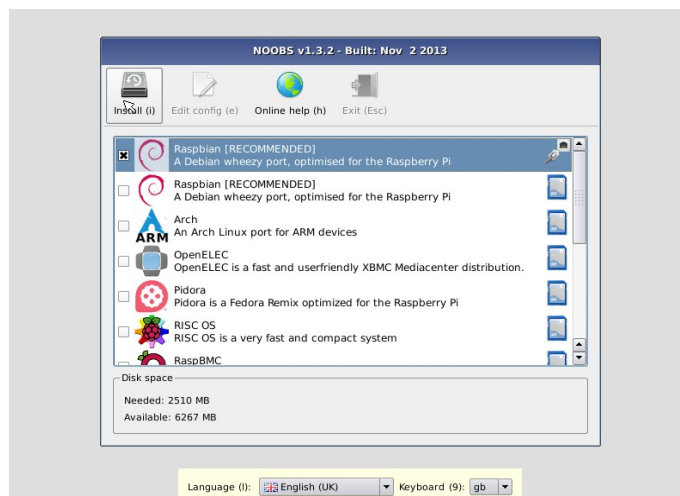 NOOBS v1.3.2 - Built: Nov 2 2013
Install (i) Edit config (e) Online help (h) Exit (Esc)
Raspbian [RECOMMENDED]
A Debian wheezy port, optimised for the Raspberry Pi
Raspbian [RECOMMENDED]
A Debian wheezy port, optimised for the Raspberry Pi
Arch
ARM An Arch Linux port for ARM devices
OpenELEC
OpenELEC is a fast and userfriendly XBMC Mediacenter distribution.
Pidora
Pidora is a Fedora Remix optimized for the Raspberry Pi
RISC OS
RISC OS is a very fast and compact system
RaspBMC
Disk space
Needed: 2510 MB
Available: 6267 MB
Language (l): English (UK) Keyboard (9): gb